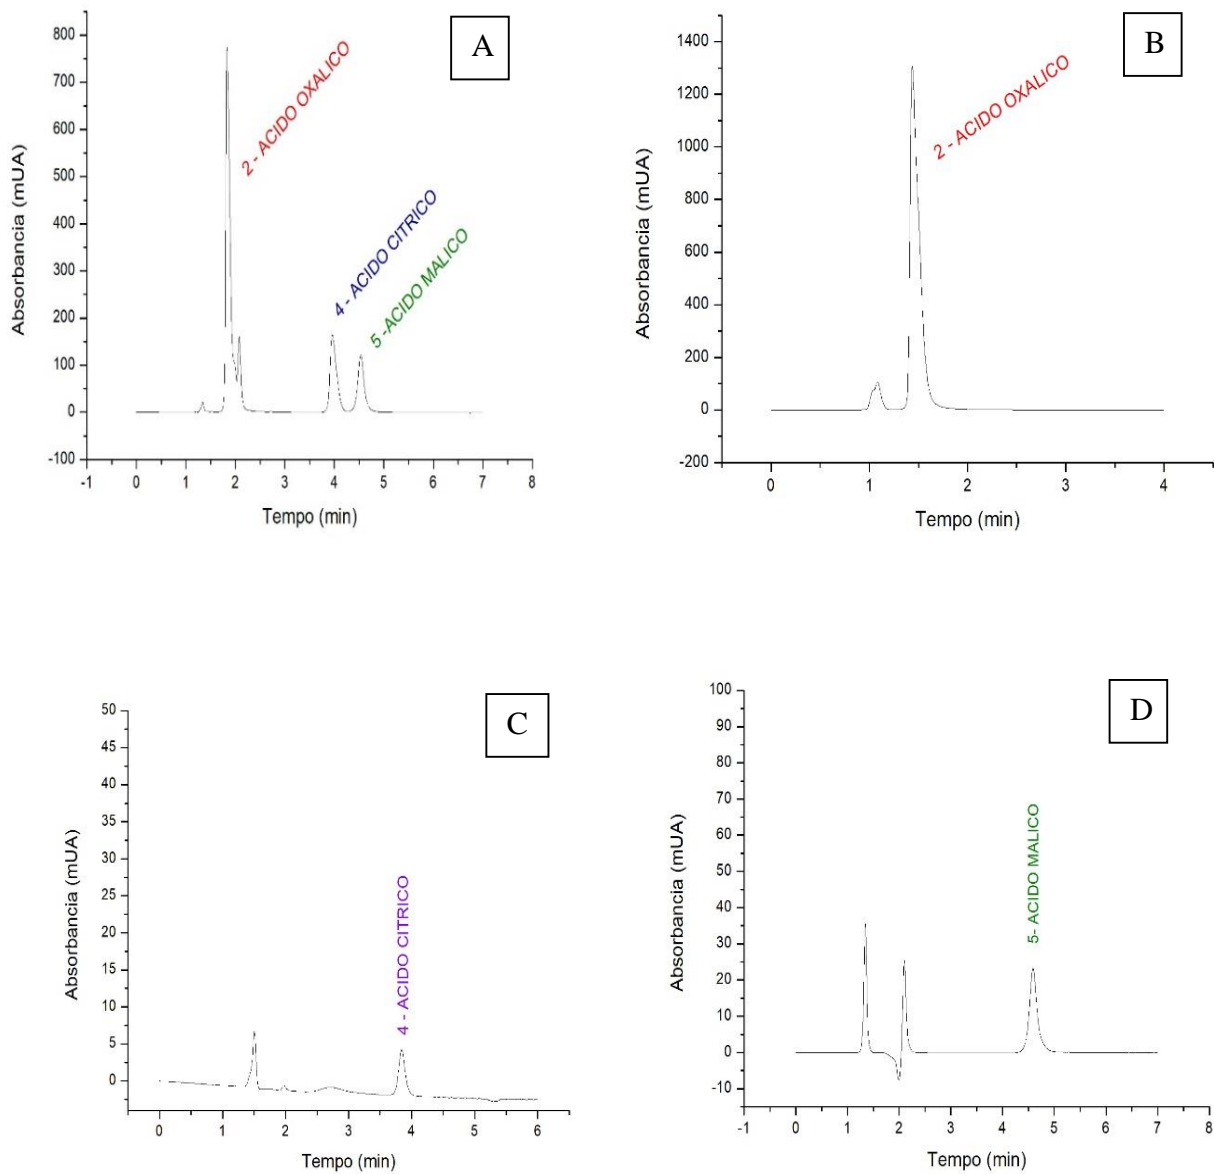 A
800
700
600
500
400
300
200
100
0
-100
-1 0 1 2 3 4 5 6 7 8
Absorbancia (mUA)
Tempo (min)
2 - ACIDO OXALICO
4 - ACIDO CITRICO
5 -ACIDO MALICO
B
1400
1200
1000
800
600
400
200
0
-200
0 1 2 3 4
Absorbancia (mUA)
Tempo (min)
2 - ACIDO OXALICO
C
50
45
40
35
30
25
20
15
10
5
0
0 1 2 3 4 5 6
Absorbancia (mUA)
Tempo (min)
4 - ACIDO CITRICO
D
100
90
80
70
60
50
40
30
20
10
0
-10
-1 0 1 2 3 4 5 6 7 8
Absorbancia (mUA)
Tempo (min)
5- ACIDO MALICO